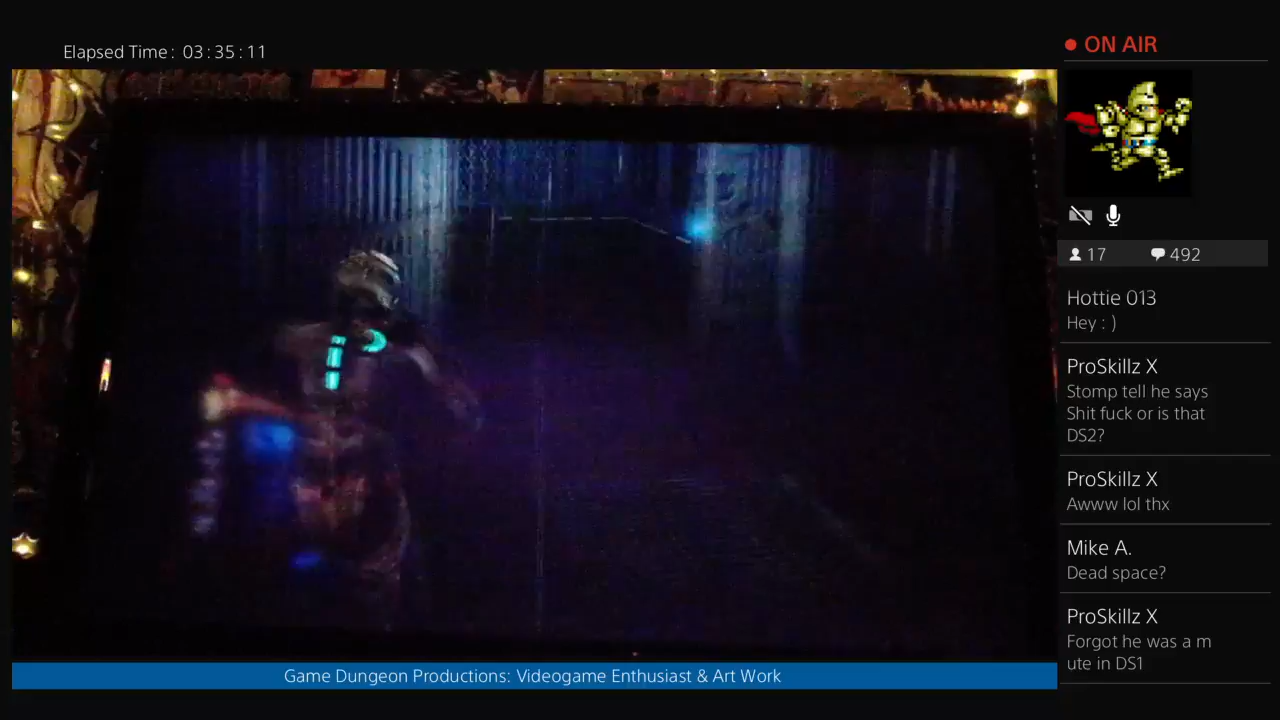 Elapsed Time: 03:35:11
ON AIR
17
492
Hottie 013
Hey : )
ProSkillz X
Stomp tell he says
Shit fuck or is that
DS2?
ProSkillz X
Awww lol thx
Mike A.
Dead space?
ProSkillz X
Forgot he was a m
ute in DS1
Game Dungeon Productions: Videogame Enthusiast & Art Work